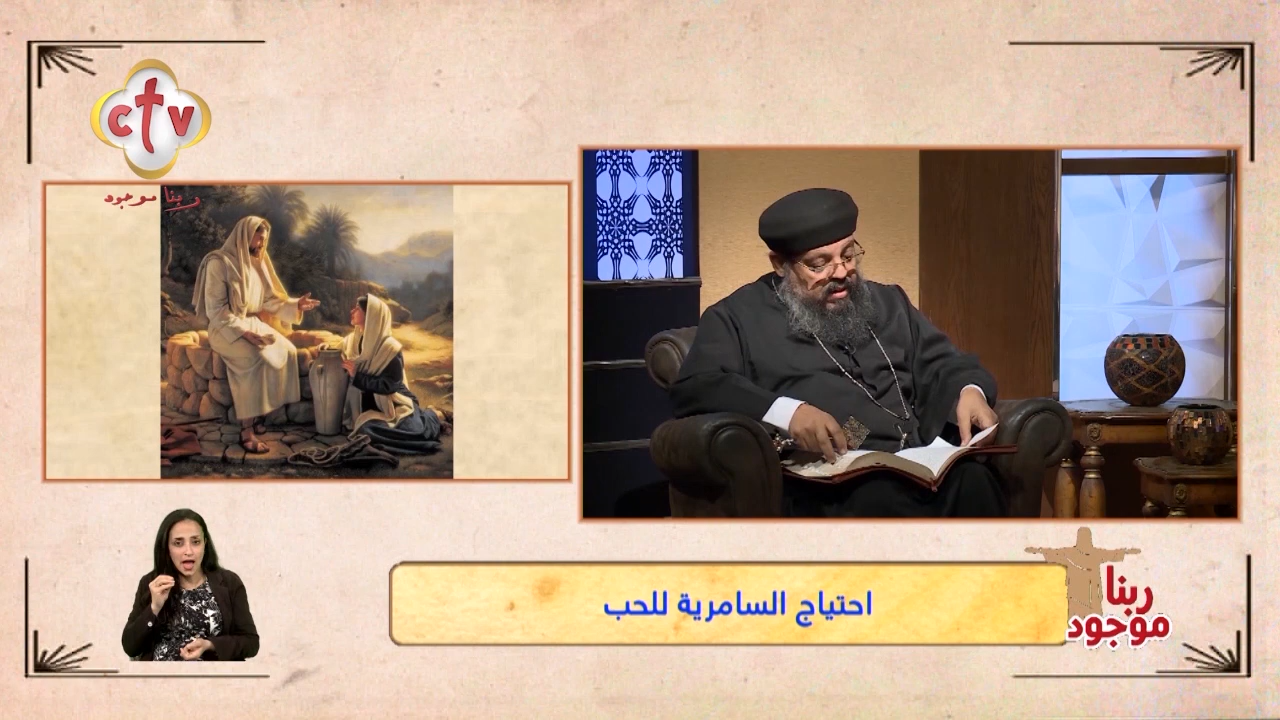 cTv
ربنا موجود
احتياج السامرية للحب
ربنا
موجود